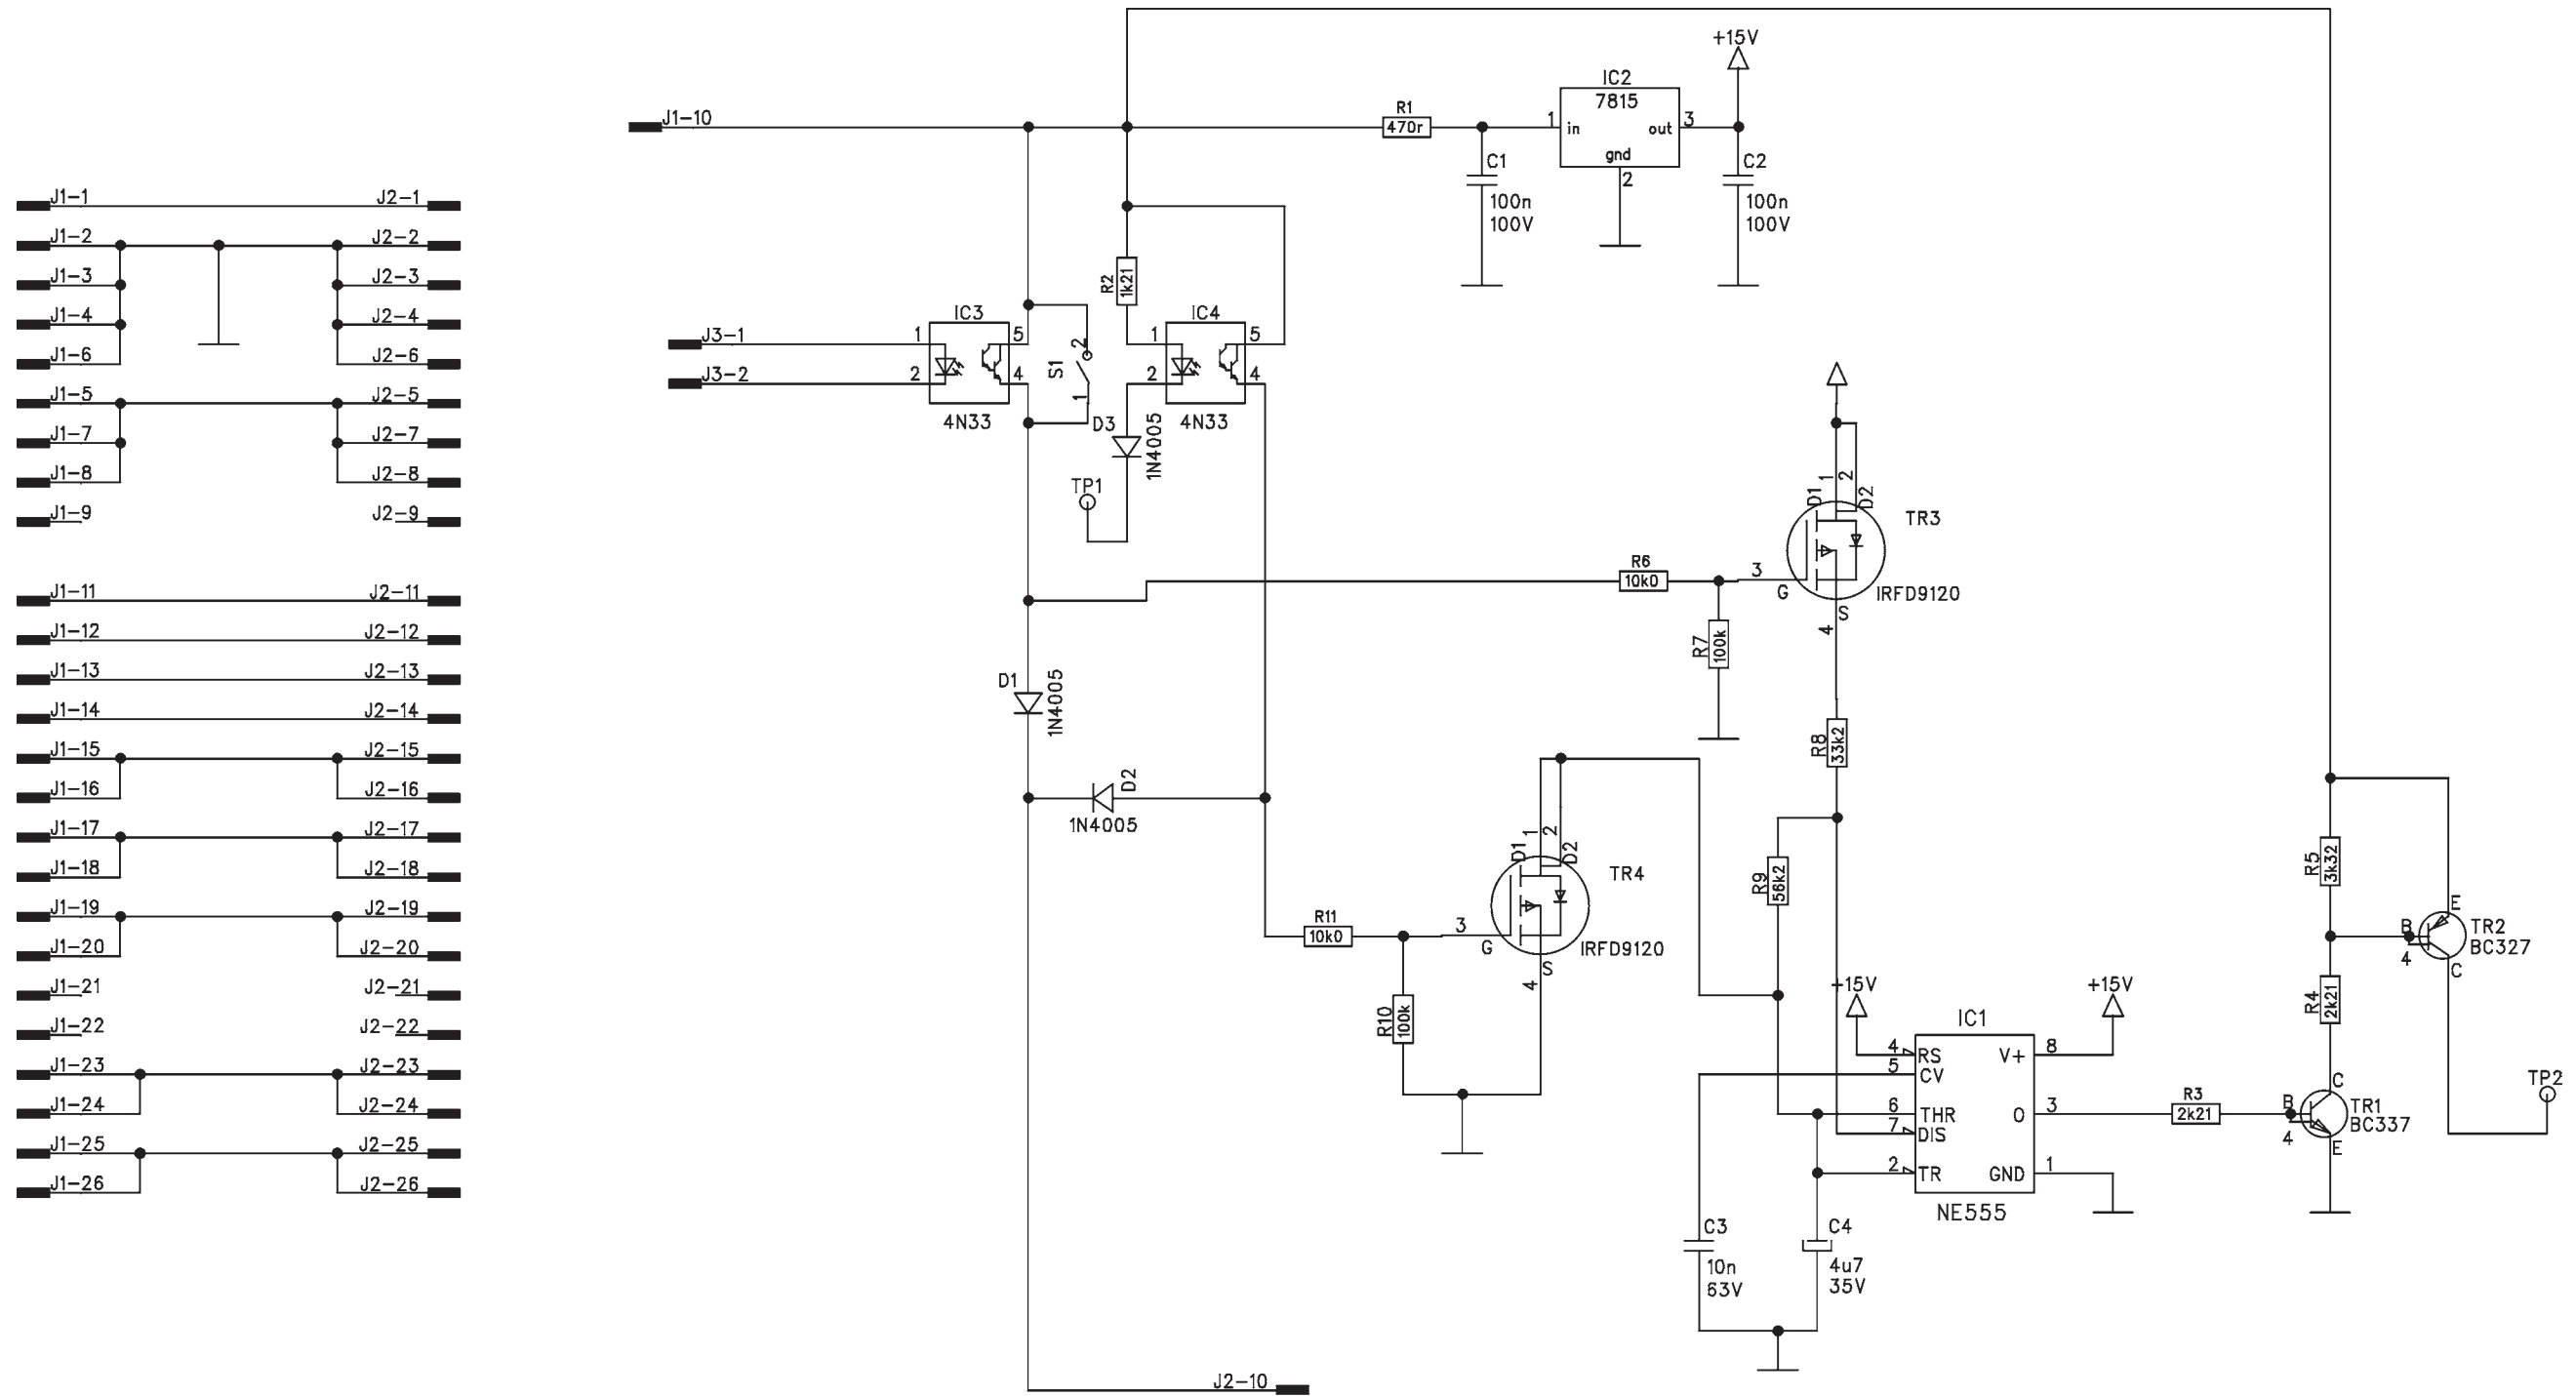 J1-1 J2-1
J1-2 J2-2
J1-3 J2-3
J1-4 J2-4
J1-6 J2-6
J1-5 J2-5
J1-7 J2-7
J1-8 J2-8
J1-9 J2-9
J1-11 J2-11
J1-12 J2-12
J1-13 J2-13
J1-14 J2-14
J1-15 J2-15
J1-16 J2-16
J1-17 J2-17
J1-18 J2-18
J1-19 J2-19
J1-20 J2-20
J1-21 J2-21
J1-22 J2-22
J1-23 J2-23
J1-24 J2-24
J1-25 J2-25
J1-26 J2-26
J1-10
R1
470r
IC2
7815
1 in out 3
gnd
2
+15V
C1
100n
100V
C2
100n
100V
R2
1k21
J3-1
J3-2
IC3
1 5
2 4
4N33
S1
2
1
IC4
1 5
2 4
4N33
D3
1N4005
TP1
R6
10k0
R7
100k
D1 1
2 D2
3
G
S
4
TR3
IRFD9120
D1
1N4005
D2
1N4005
R8
33k2
R9
56k2
R11
10k0
R10
100k
D1 1
2 D2
3
G
S
4
TR4
IRFD9120
+15V
+15V
IC1
4 RS V+ 8
5 CV
6 THR O 3
7 DIS
2 TR GND 1
NE555
C3
10n
63V
C4
4u7
35V
R3
2k21
R5
3k32
R4
2k21
E
B
4
C
TR2
BC327
C
B
4
E
TR1
BC337
TP2
J2-10